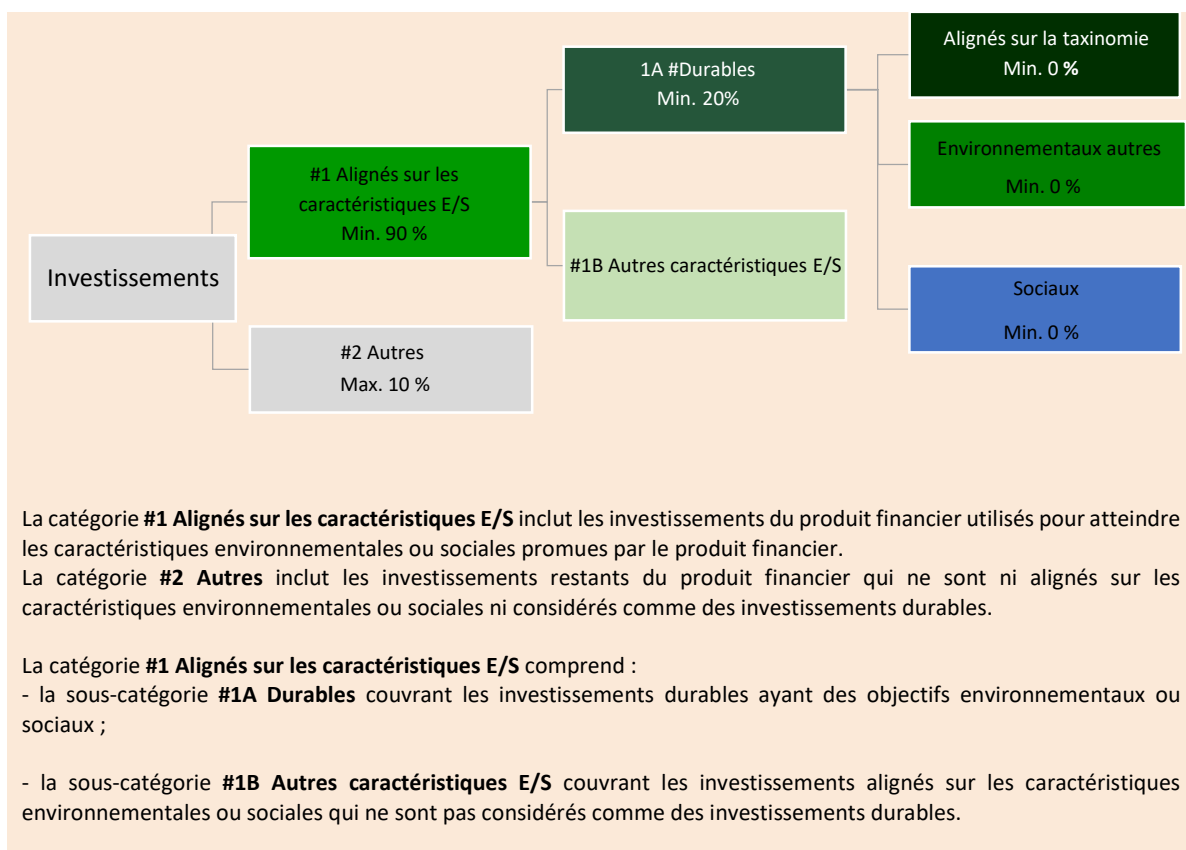 Investissements
#1 Alignés sur les
caractéristiques E/S
Min. 90 %
#2 Autres
Max. 10 %
1A #Durables
Min. 20%
#1B Autres caractéristiques E/S
Alignés sur la taxinomie
Min. 0 %
Environnementaux autres
Min. 0 %
Sociaux
Min. 0 %
La catégorie #1 Alignés sur les caractéristiques E/S inclut les investissements du produit financier utilisés pour atteindre
les caractéristiques environnementales ou sociales promues par le produit financier.
La catégorie #2 Autres inclut les investissements restants du produit financier qui ne sont ni alignés sur les
caractéristiques environnementales ou sociales ni considérés comme des investissements durables.
La catégorie #1 Alignés sur les caractéristiques E/S comprend :
- la sous-catégorie #1A Durables couvrant les investissements durables ayant des objectifs environnementaux ou
sociaux ;
- la sous-catégorie #1B Autres caractéristiques E/S couvrant les investissements alignés sur les caractéristiques
environnementales ou sociales qui ne sont pas considérés comme des investissements durables.